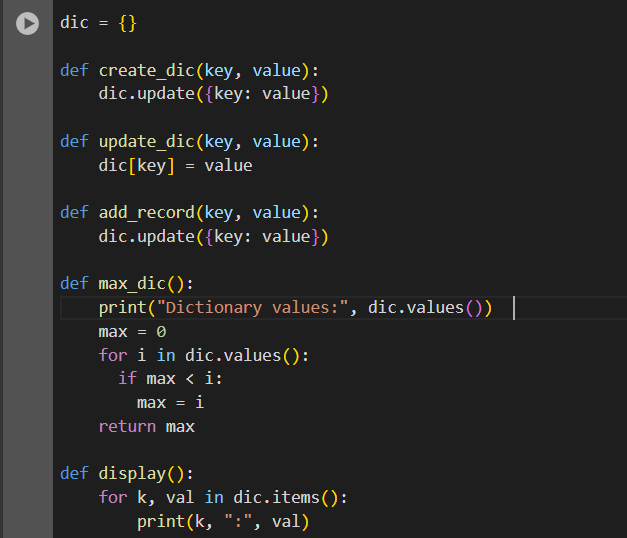 dic = {}
def create_dic(key, value):
    dic.update({key: value})
def update_dic(key, value):
    dic[key] = value
def add_record(key, value):
    dic.update({key: value})
def max_dic():
    print("Dictionary values:", dic.values())
    max = 0
    for i in dic.values():
      if max < i:
        max = i
    return max
def display():
    for k, val in dic.items():
        print(k, ":", val)